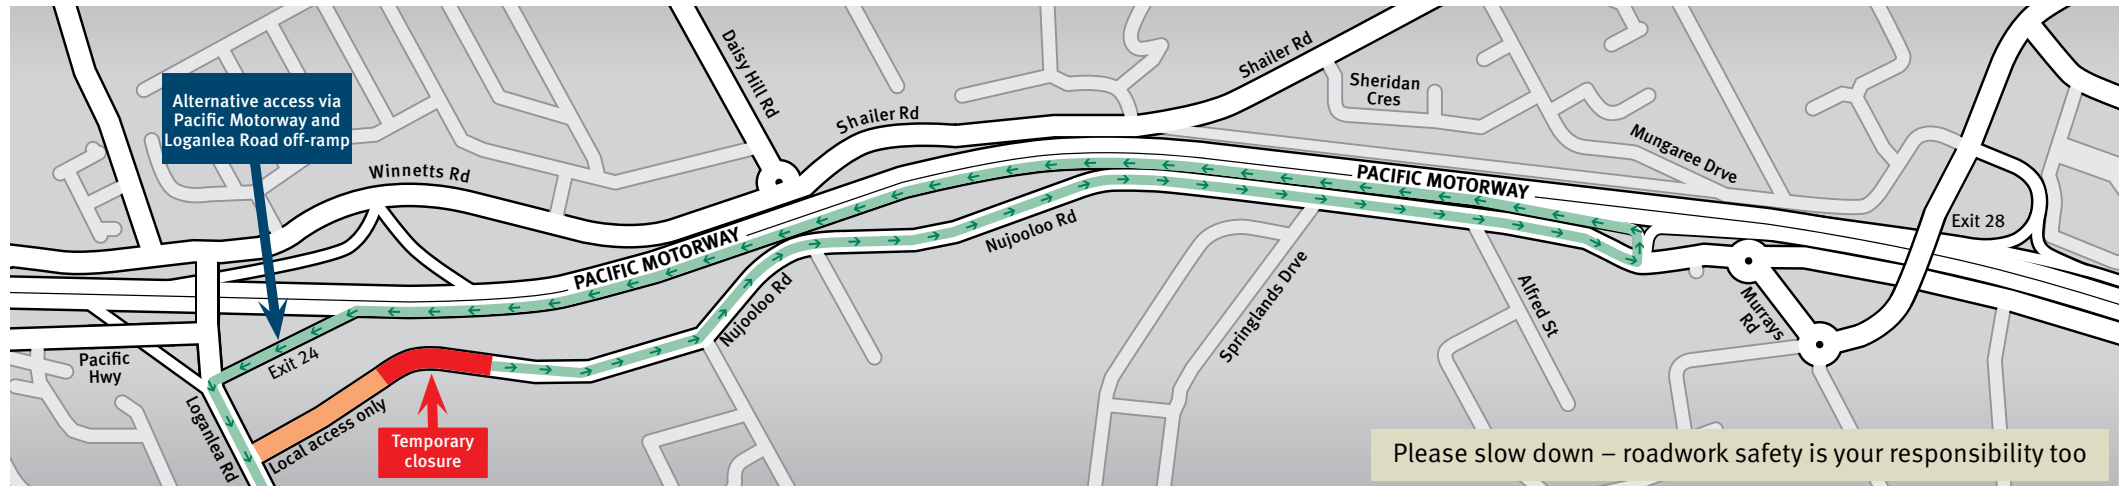 Daisy Hill Rd
Shailer Rd
Sheridan
Cres
Alternative access via
Pacific Motorway and
Loganlea Road off-ramp
Shailer Rd
Mungaree Drve
Winnetts Rd
PACIFIC MOTORWAY
Exit 28
PACIFIC MOTORWAY
Nujooloo Rd
Nujooloo Rd
Springlands Drve
Alfred St
Murrays
Rd
Pacific
Hwy
Exit 24
Loganlea Rd
Local access only
Temporary
closure
Please slow down – roadwork safety is your responsibility too